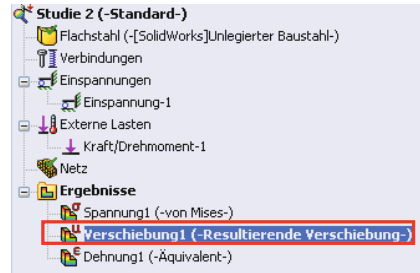 Studie 2 (-Standard-)
Flachstahl (-[SolidWorks]Unlegierter Baustahl-)
Verbindungen
Einspannungen
Einspannung-1
Externe Lasten
Kraft/Drehmoment-1
Netz
Ergebnisse
Spannung1 (-von Mises-)
Verschiebung1 (-Resultierende Verschiebung-)
Dehnung1 (-Äquivalent-)